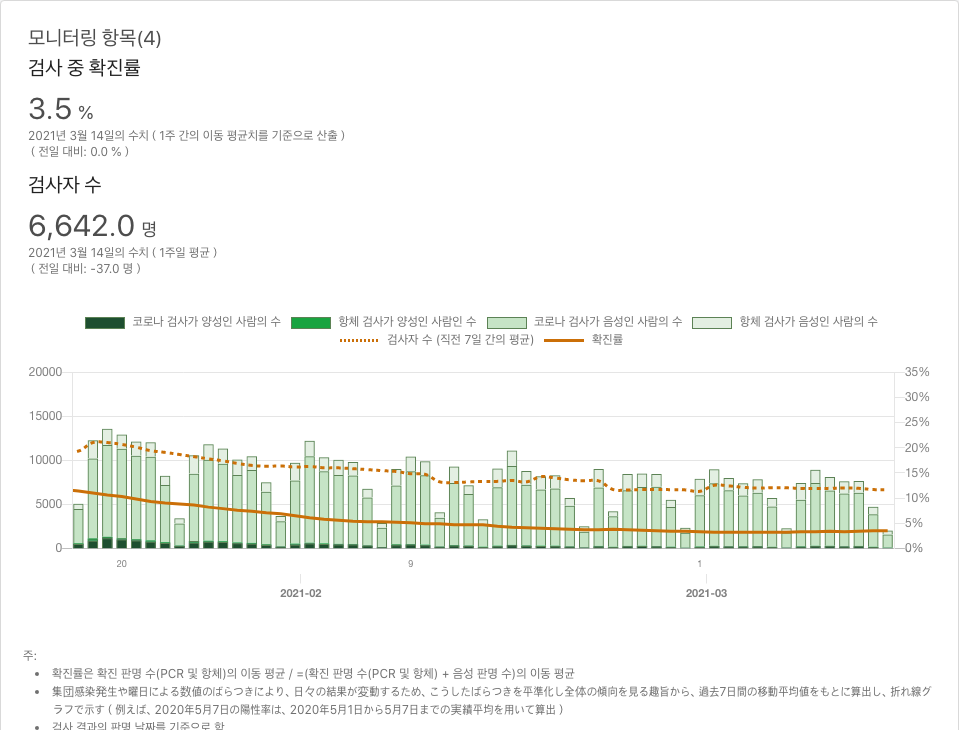 모니터링 항목(4)
검사 중 확진률
3.5 %
2021년 3월 14일의 수치 ( 1주 간의 이동 평균치를 기준으로 산출 )
( 전일 대비: 0.0 % )
검사자 수
6,642.0 명
2021년 3월 14일의 수치 ( 1주일 평균 )
( 전일 대비: -37.0 명 )
코로나 검사가 양성인 사람의 수 항체 검사가 양성인 사람인 수 코로나 검사가 음성인 사람의 수 항체 검사가 음성인 사람의 수
검사자 수 (직전 7일 간의 평균) 확진률
20000 35%
30%
15000 25%
20%
10000 15%
5000 10%
5%
0 0%
20 9 1
2021-02 2021-03
주:
• 확진률은 확진 판명 수(PCR 및 항체)의 이동 평균 / =(확진 판명 수(PCR 및 항체) + 음성 판명 수)의 이동 평균
• 集団感染発生や曜日による数値のばらつきにより、日々の結果が変動するため、こうしたばらつきを平準化し全体の傾向を見る趣旨から、過去7日間の移動平均値をもとに算出し、折れ線グ
ラフで示す ( 例えば、2020年5月7日の陽性率は、2020年5月1日から5月7日までの実績平均を用いて算出 )
• 검사 결과의 판명 날짜를 기준으로 함